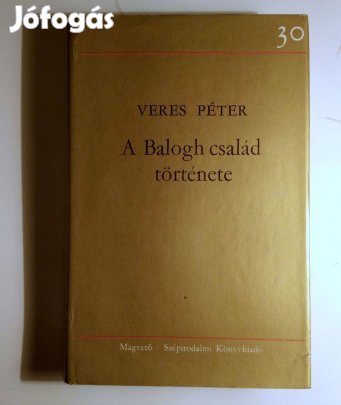 Jófogás
30
VERES PÉTER
A Balogh család
története
Magvető – Szépirodalmi Könyvkiadó